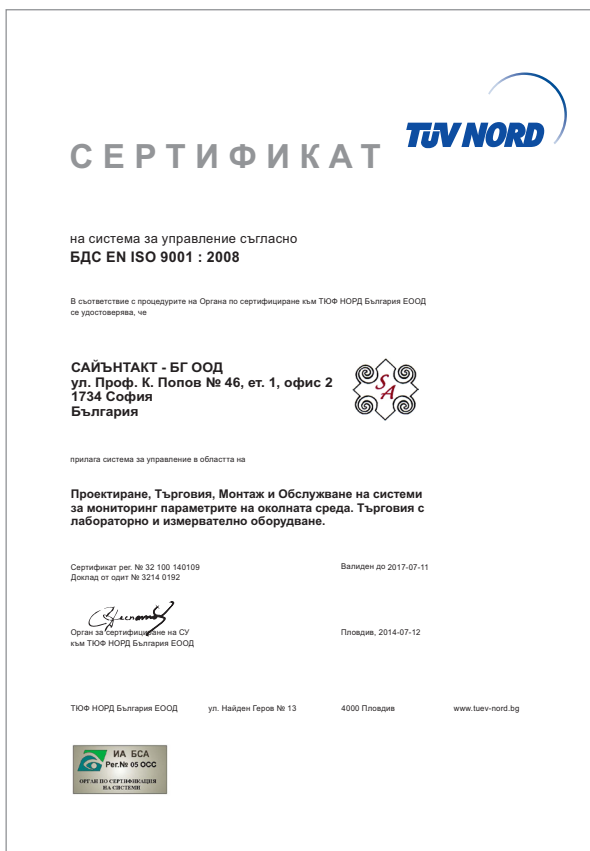 TÜV NORD
СЕРТИФИКАТ
на система за управление съгласно
БДС EN ISO 9001 : 2008
В съответствие с процедурите на Органа по сертифициране към ТЮФ НОРД България ЕООД
се удостоверява, че
САЙЪНТАКТ - БГ ООД
ул. Проф. К. Попов № 46, ет. 1, офис 2
1734 София
България
SA
прилага система за управление в областта на
Проектиране, Търговия, Монтаж и Обслужване на системи
за мониторинг параметрите на околната среда. Търговия с
лабораторно и измервателно оборудване.
Сертификат рег. № 32 100 140109 Валиден до 2017-07-11
Доклад от одит № 3214 0192
Орган за сертифициране на СУ Пловдив, 2014-07-12
към ТЮФ НОРД България ЕООД
ТЮФ НОРД България ЕООД ул. Найден Геров № 13 4000 Пловдив www.tuev-nord.bg
ИА БСА
Рег.№ 05 ОСС
ОРГАН ПО СЕРТИФИКАЦИЯ
НА СИСТЕМИ